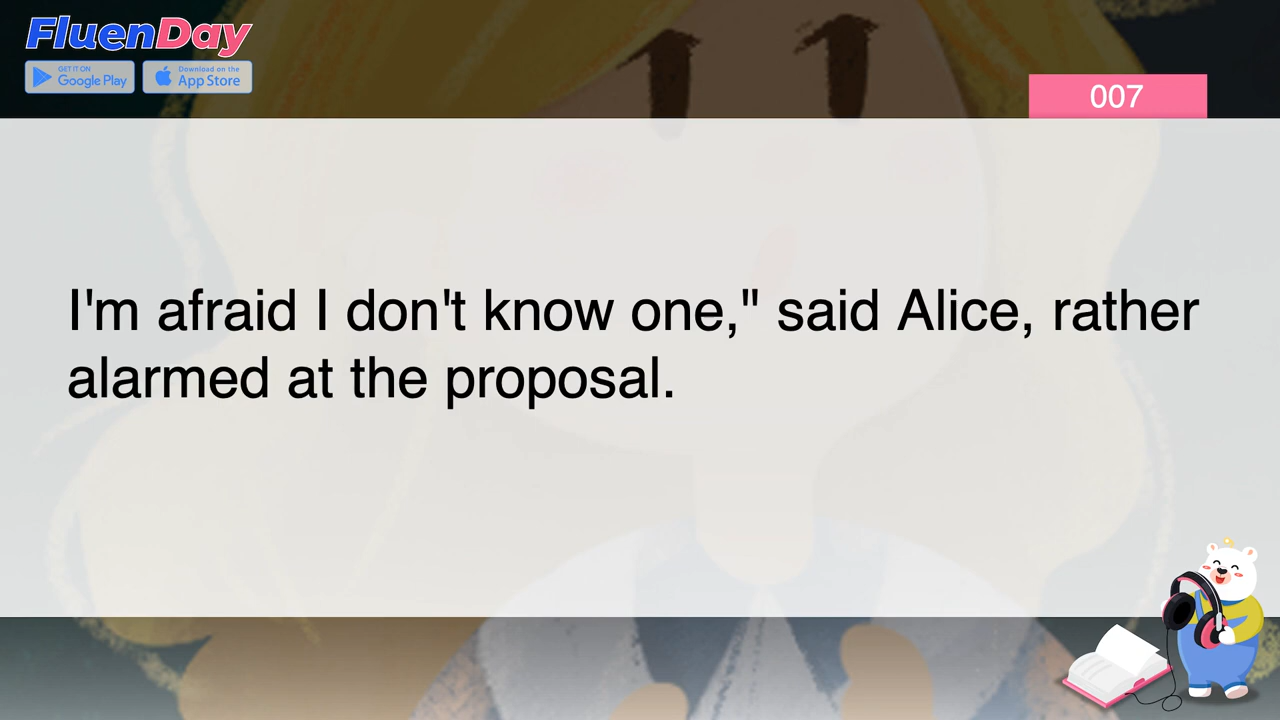 FluenDay
GET IT ON
Google Play
Download on the
App Store
007
I'm afraid I don't know one," said Alice, rather
alarmed at the proposal.